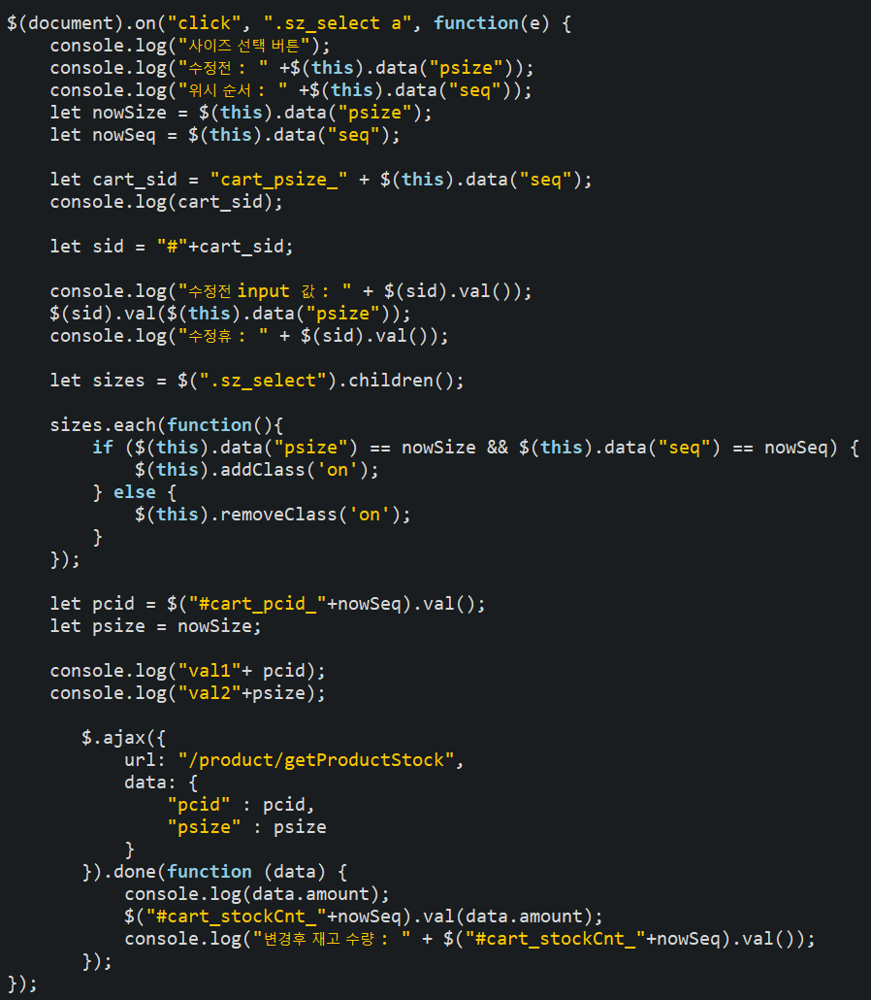 $(document).on("click", ".sz_select a", function(e) {
    console.log("사이즈 선택 버튼");
    console.log("수정전 : " +$(this).data("psize"));
    console.log("위시 순서 : " +$(this).data("seq"));
    let nowSize = $(this).data("psize");
    let nowSeq = $(this).data("seq");

    let cart_sid = "cart_psize_" + $(this).data("seq");
    console.log(cart_sid);

    let sid = "#"+cart_sid;

    console.log("수정전 input 값 : " + $(sid).val());
    $(sid).val($(this).data("psize"));
    console.log("수정휴 : " + $(sid).val());

    let sizes = $(".sz_select").children();

    sizes.each(function(){
        if ($(this).data("psize") == nowSize && $(this).data("seq") == nowSeq) {
            $(this).addClass('on');
        } else {
            $(this).removeClass('on');
        }
    });

    let pcid = $("#cart_pcid_"+nowSeq).val();
    let psize = nowSize;

    console.log("val1"+ pcid);
    console.log("val2"+psize);

       $.ajax({
           url: "/product/getProductStock",
           data: {
               "pcid" : pcid,
               "psize" : psize
           }
       }).done(function (data) {
           console.log(data.amount);
           $("#cart_stockCnt_"+nowSeq).val(data.amount);
           console.log("변경후 재고 수량 : " + $("#cart_stockCnt_"+nowSeq).val());
       });
});